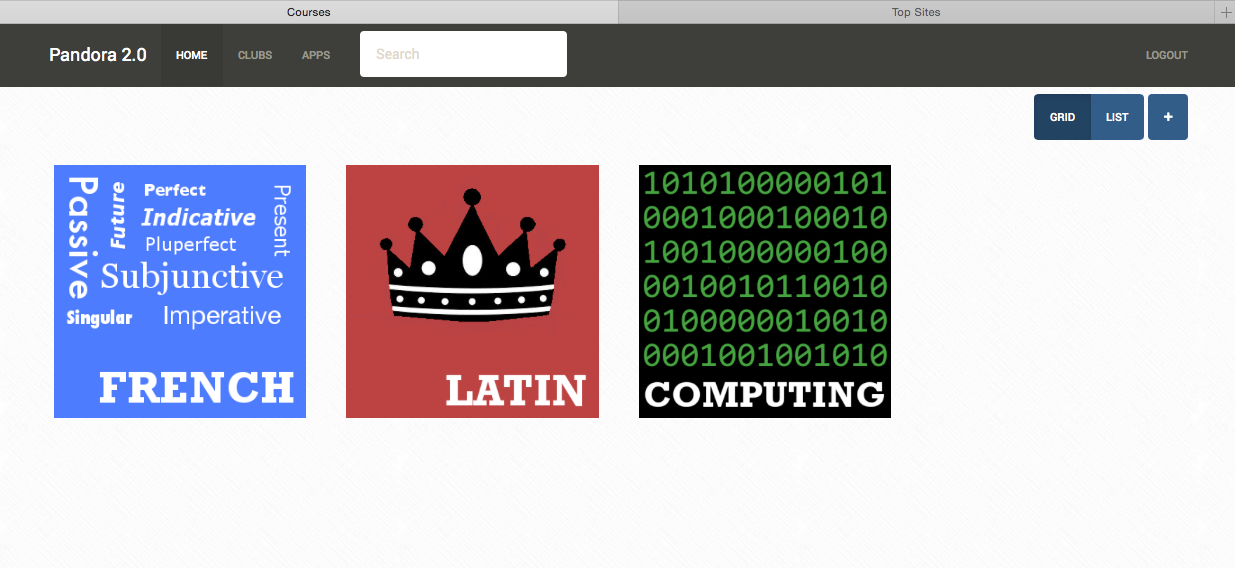 Courses
Top Sites
+
Pandora 2.0
HOME
CLUBS
APPS
Search
LOGOUT
GRID
LIST
+
Passive
Future
Perfect
Indicative
Pluperfect
Present
Subjunctive
Singular
Imperative
FRENCH
LATIN
1010100000101
0001000100010
1001000000100
0010010110010
0100000010010
0001001001010
COMPUTING